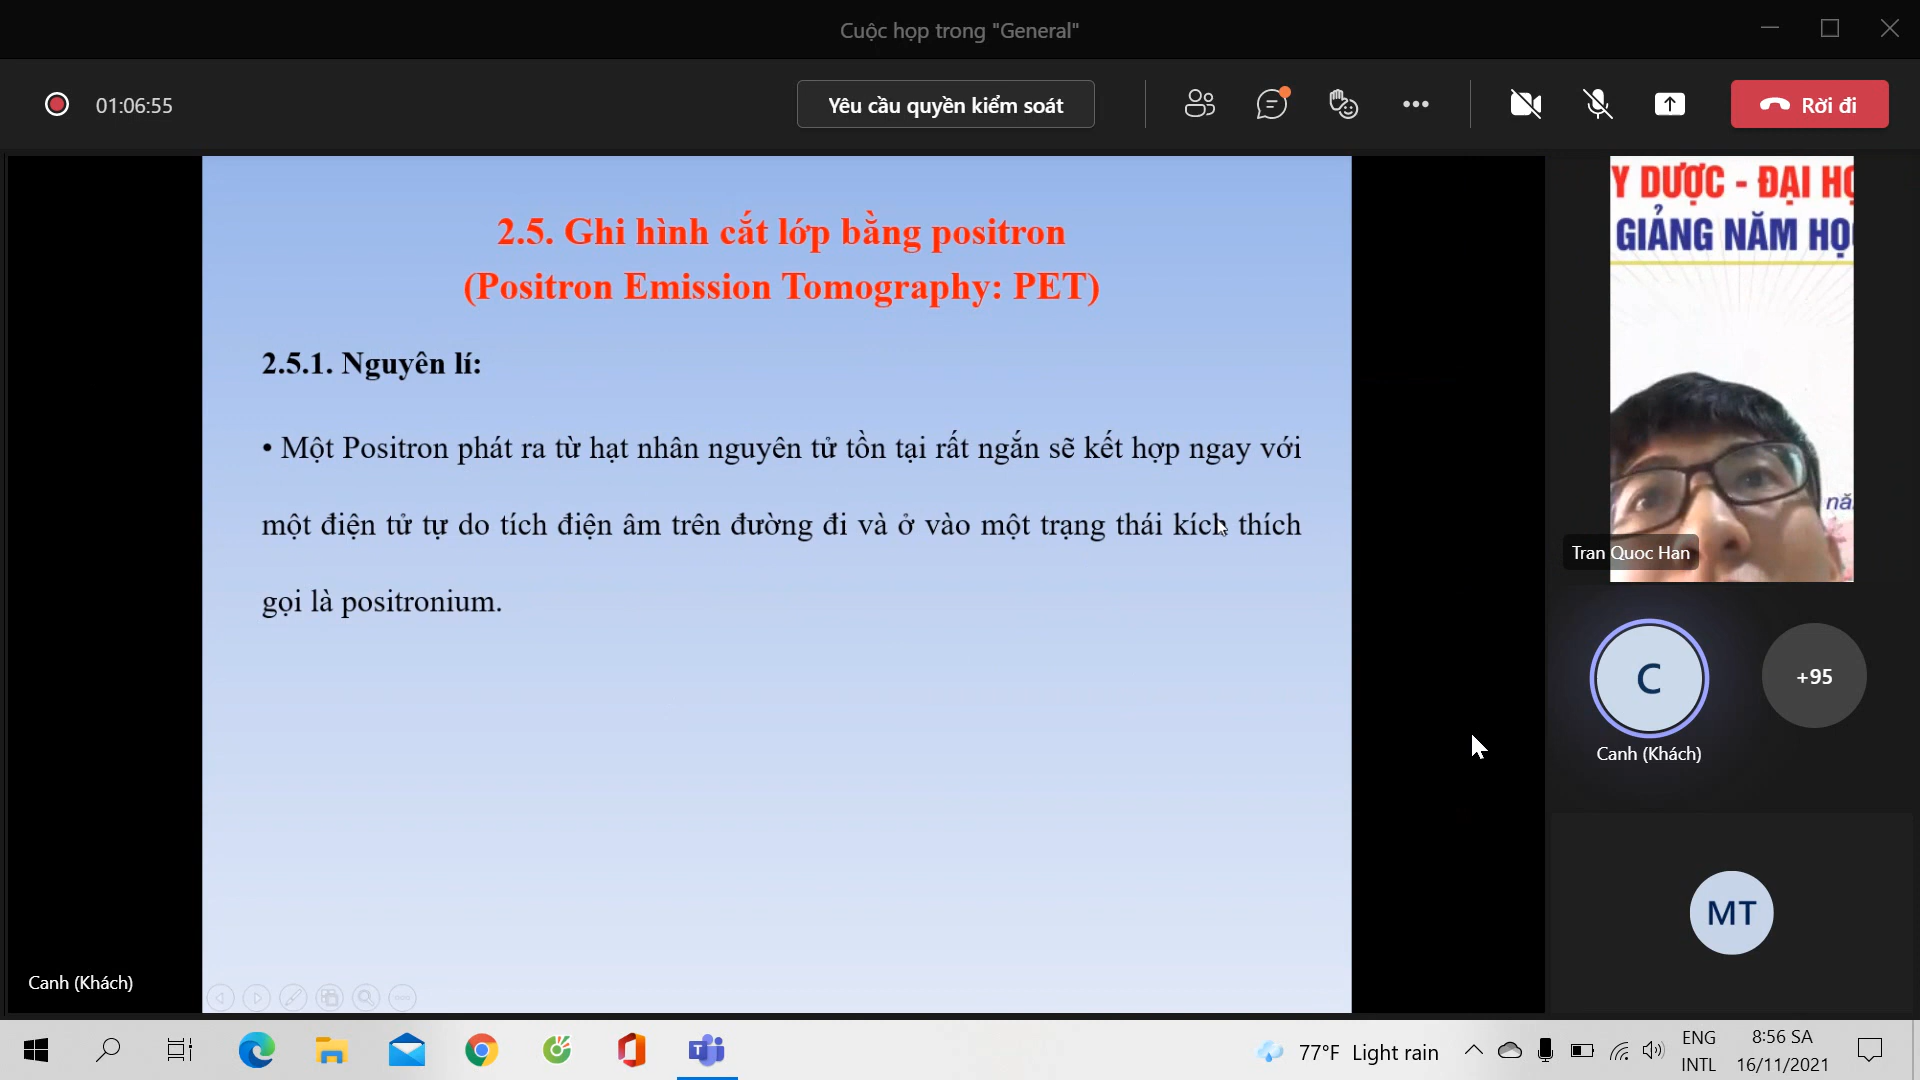 Cuộc họp trong "General"
01:06:55
Yêu cầu quyền kiểm soát
Rời đi
2.5. Ghi hình cắt lớp bằng positron
(Positron Emission Tomography: PET)
2.5.1. Nguyên lí:
• Một Positron phát ra từ hạt nhân nguyên tử tồn tại rất ngắn sẽ kết hợp ngay với
một điện tử tự do tích điện âm trên đường đi và ở vào một trạng thái kích thích
gọi là positronium.
Canh (Khách)
Y DƯỢC - ĐẠI HỌ
GIẢNG NĂM HỌ
nă
Tran Quoc Han
C
Canh (Khách)
+95
MT
77°F Light rain
ENG
INTL
8:56 SA
16/11/2021